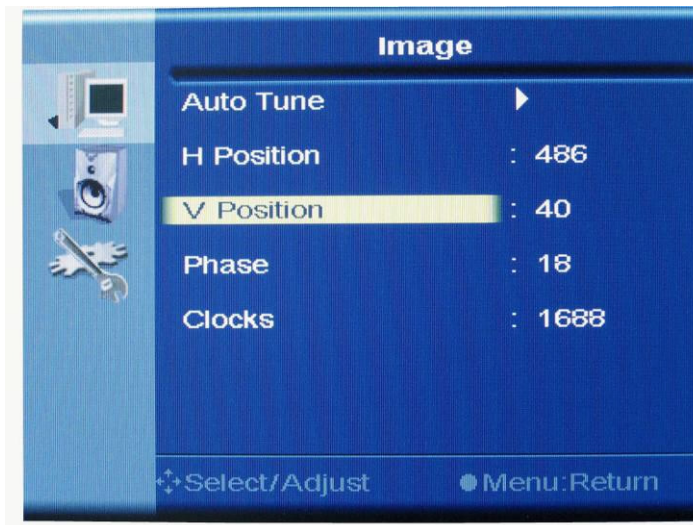 Image
Auto Tune
H Position : 486
V Position : 40
Phase : 18
Clocks : 1688
Select/Adjust Menu:Return